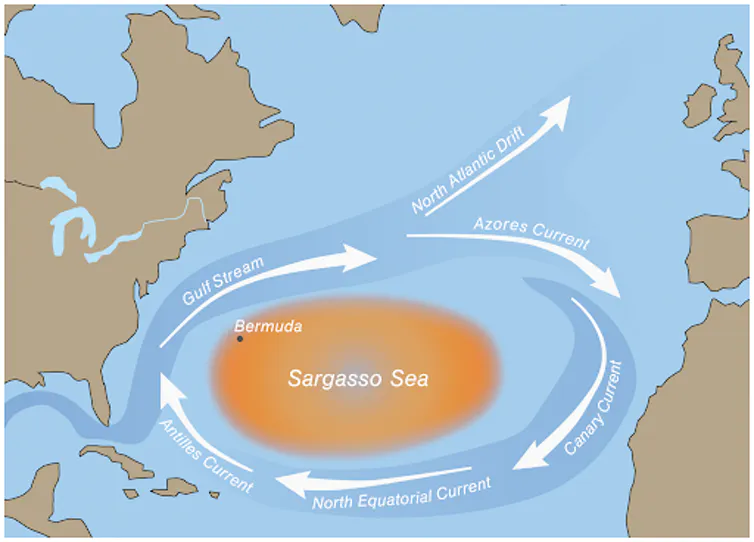 North Atlantic Drift
Azores Current
Gulf Stream
Bermuda
Sargasso Sea
Canary Current
Antilles Current
North Equatorial Current